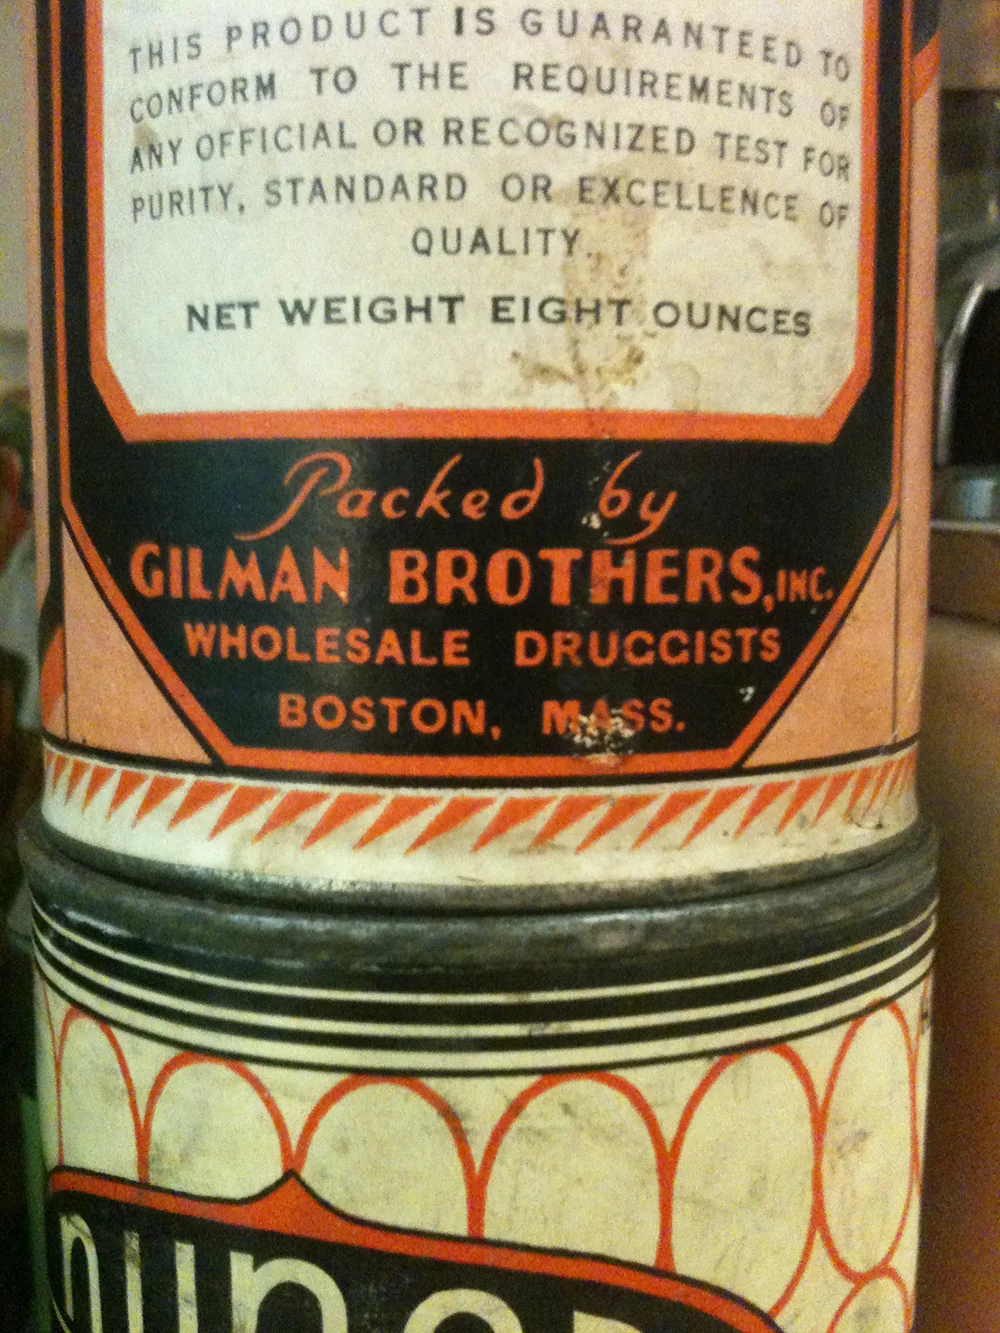 THIS PRODUCT IS GUARANTEED TO
CONFORM TO THE REQUIREMENTS OF
ANY OFFICIAL OR RECOGNIZED TEST FOR
PURITY, STANDARD OR EXCELLENCE OF
QUALITY.
NET WEIGHT EIGHT OUNCES
Packed by
GILMAN BROTHERS, INC.
WHOLESALE DRUGGISTS
BOSTON, MASS.